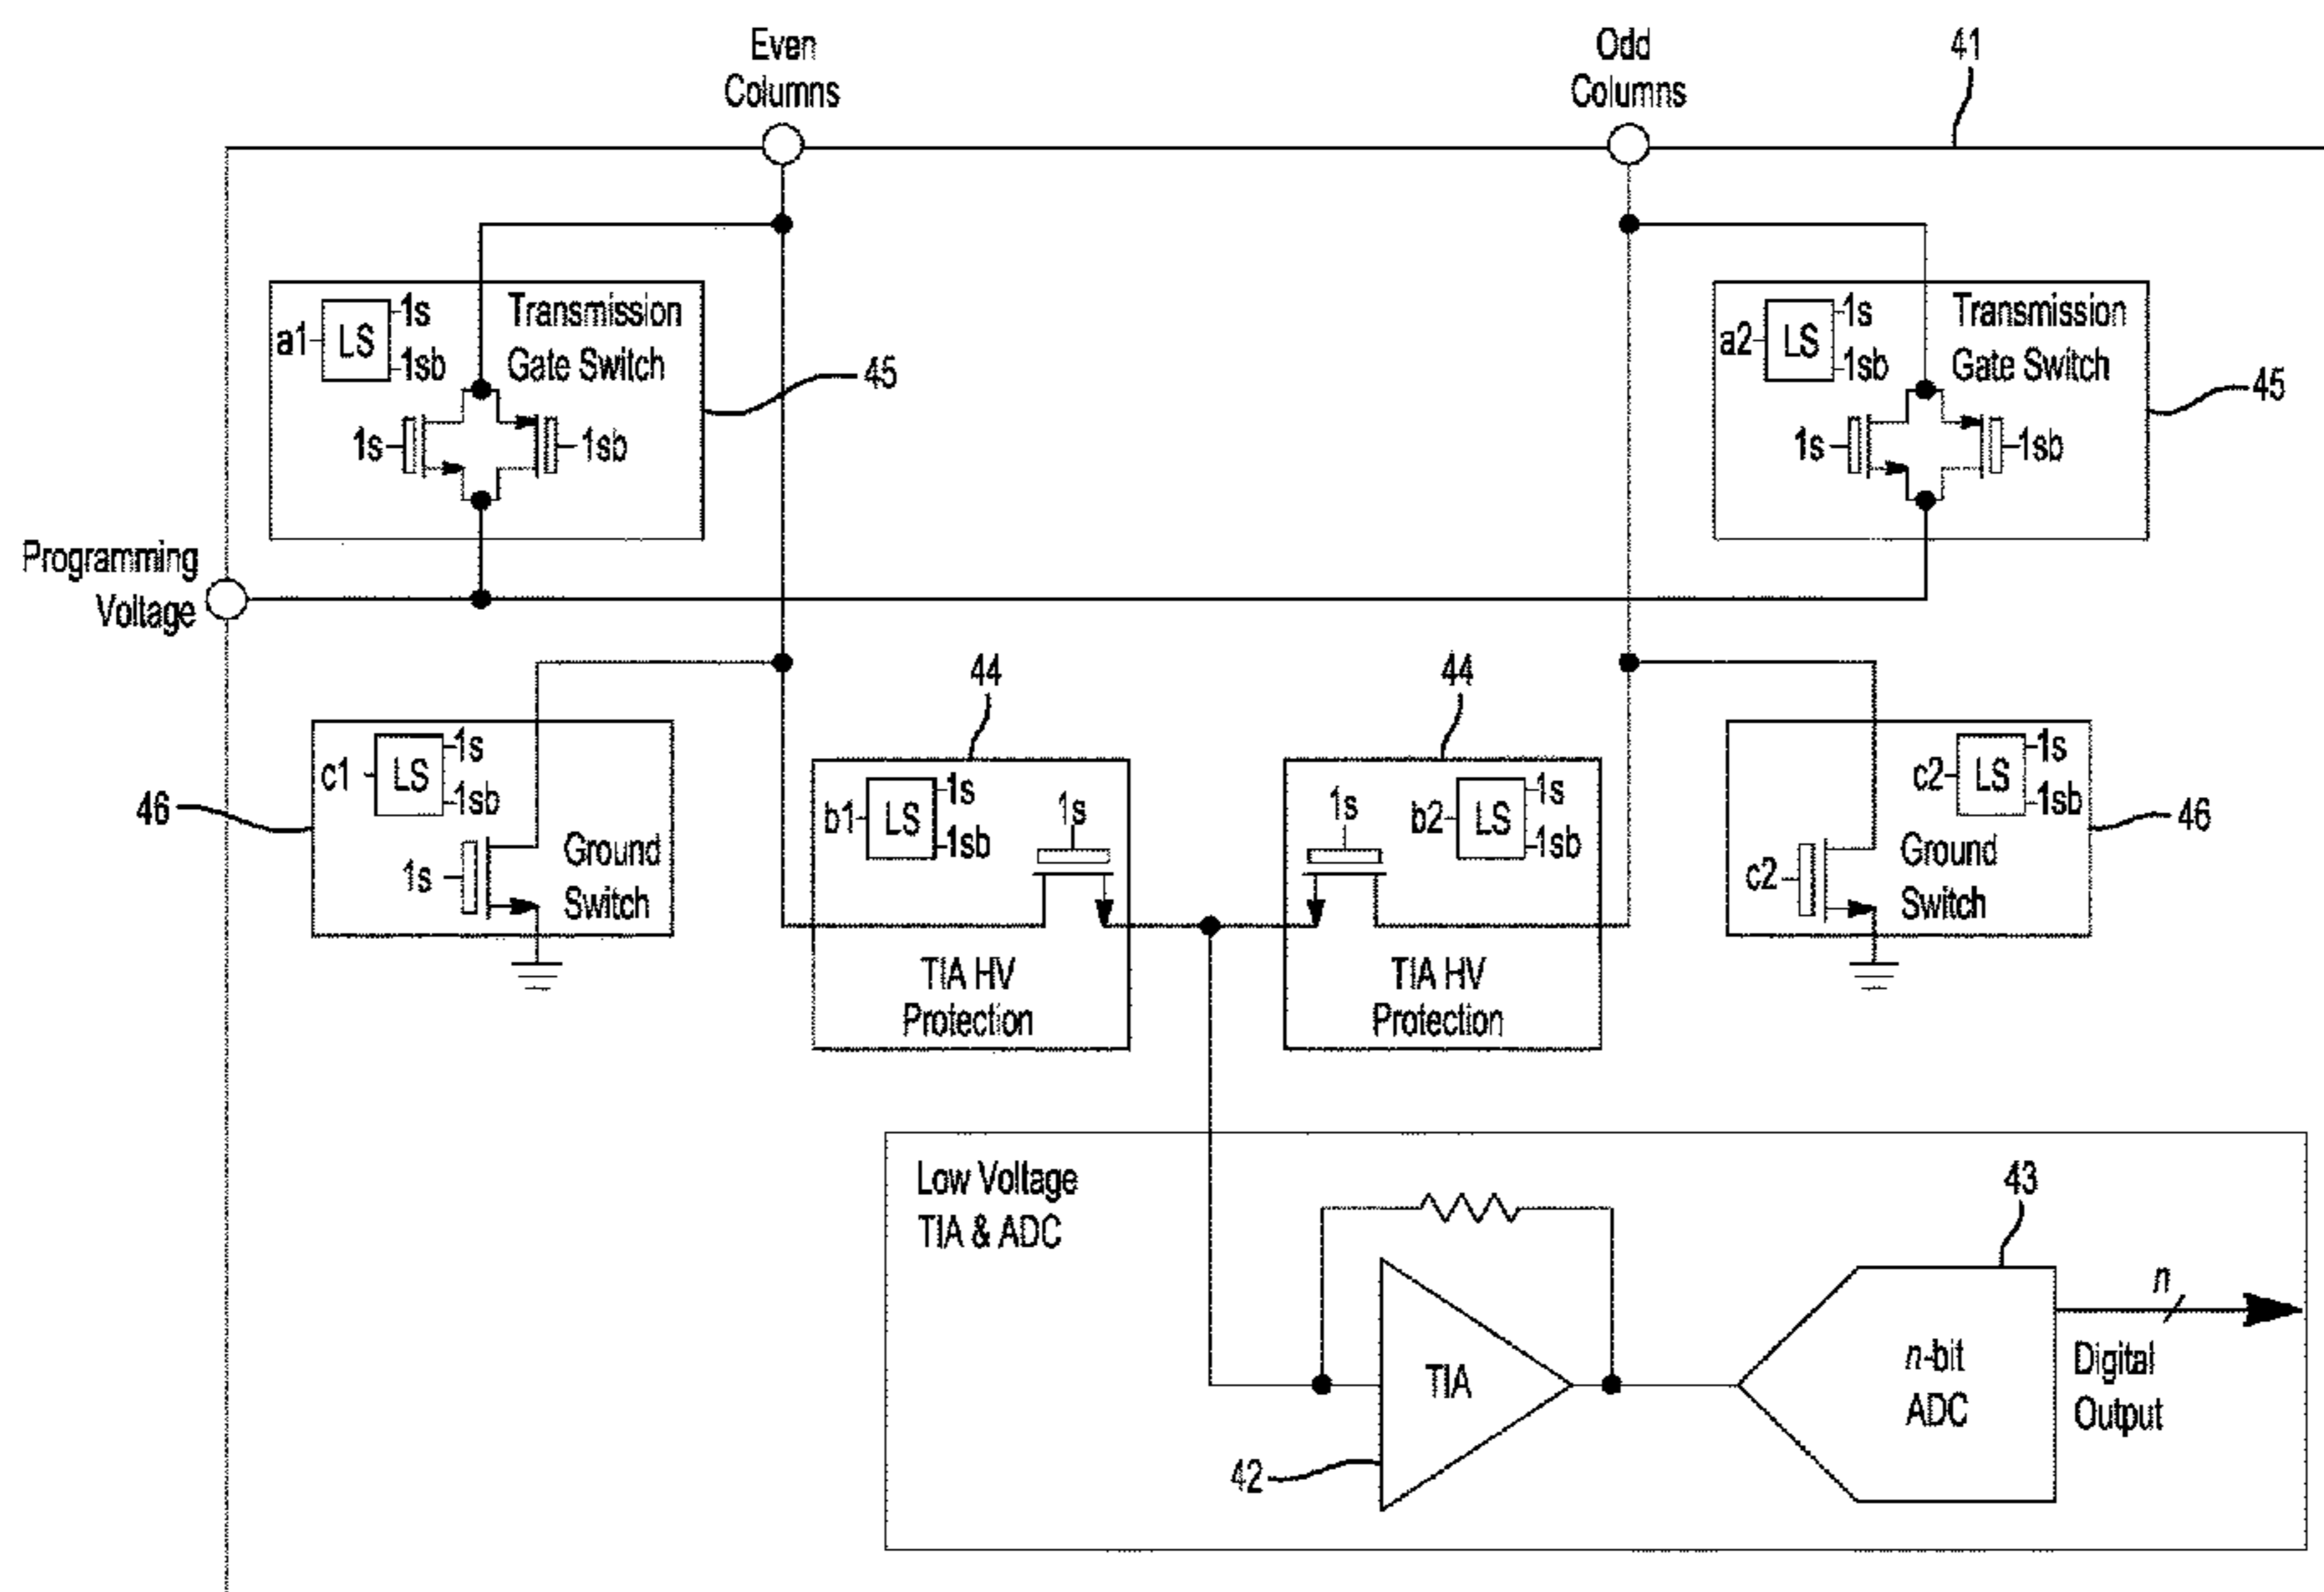 Even
Columns
Odd
Columns
41
a1
LS
1s
1sb
Transmission
Gate Switch
1s
1sb
45
a2
LS
1s
1sb
Transmission
Gate Switch
1s
1sb
45
Programming
Voltage
c1
LS
1s
1sb
1s
Ground
Switch
46
44
b1
LS
1s
1sb
1s
TIA HV
Protection
44
1s
b2
LS
1s
1sb
TIA HV
Protection
c2
LS
1s
1sb
c2
Ground
Switch
46
Low Voltage
TIA & ADC
TIA
42
43
n-bit
ADC
n
Digital
Output